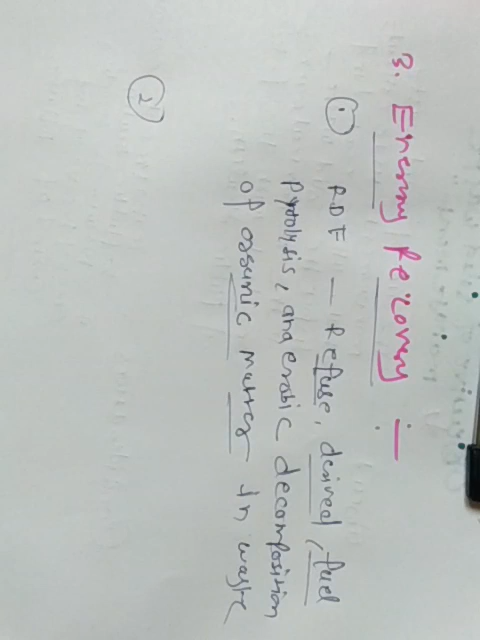 3. Energy Recovery :-
① RDF - Refuse, derived, fuel
Pyrolysis, anaerobic decomposition
of organic matter in waste
②